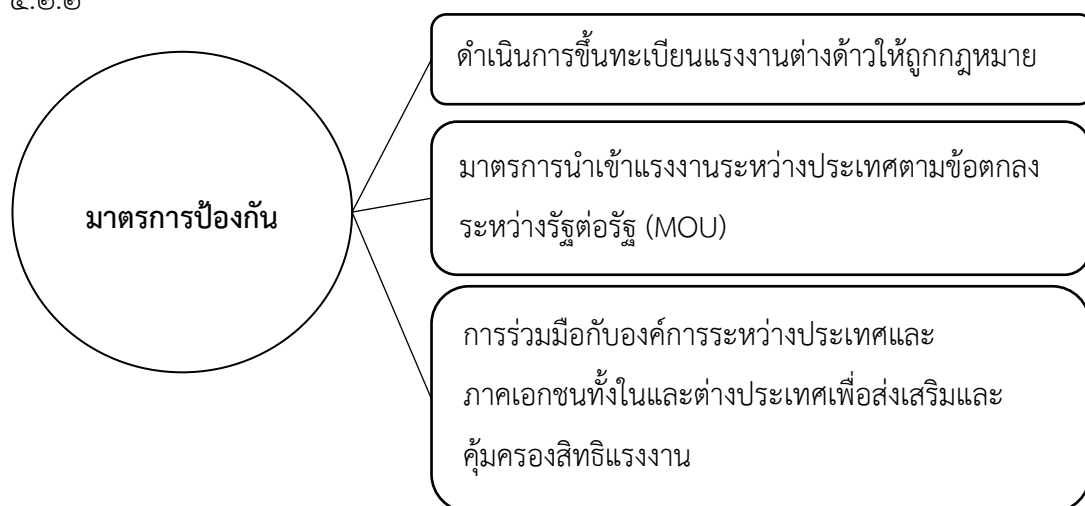 ๔.๒.๒
ดำเนินการขึ้นทะเบียนแรงงานต่างด้าวให้ถูกกฎหมาย
มาตรการนำเข้าแรงงานระหว่างประเทศตามข้อตกลง
ระหว่างรัฐต่อรัฐ (MOU)
มาตรการป้องกัน
การร่วมมือกับองค์การระหว่างประเทศและ
ภาคเอกชนทั้งในและต่างประเทศเพื่อส่งเสริมและ
คุ้มครองสิทธิแรงงาน